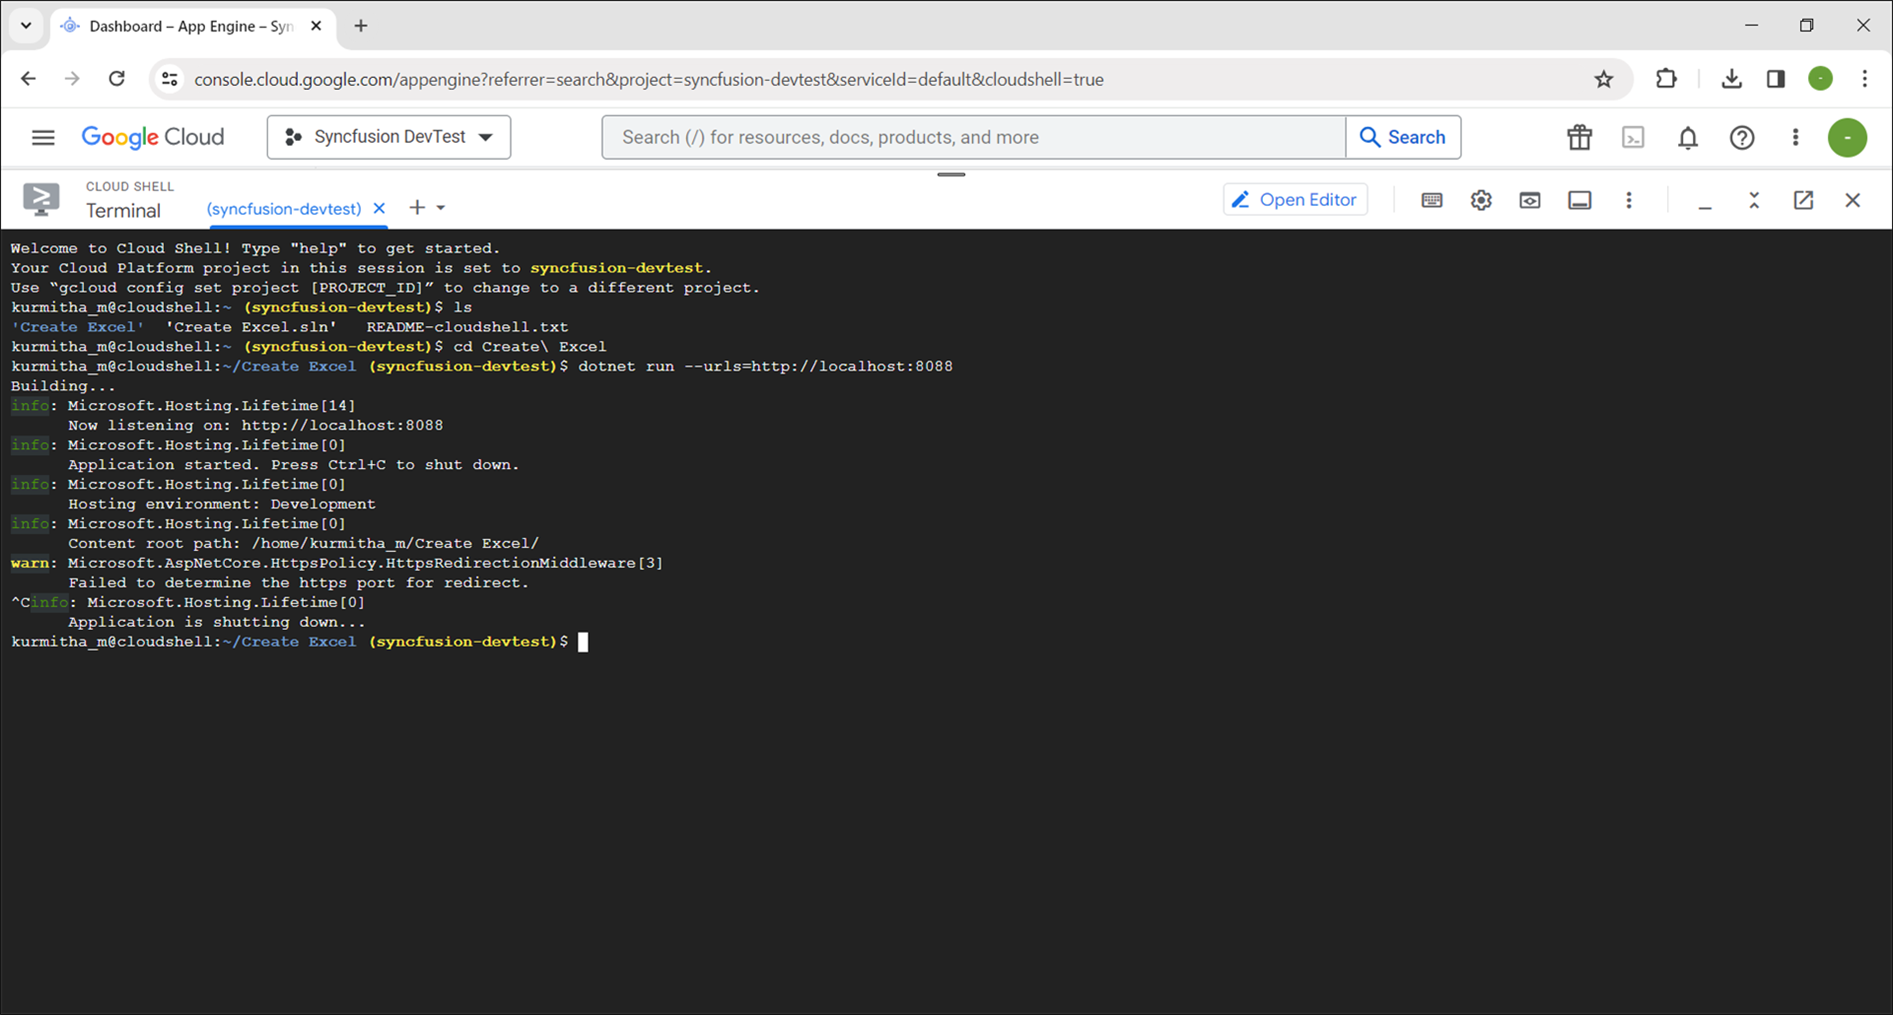 Dashboard – App Engine – Syn
console.cloud.google.com/appengine?referrer=search&project=syncfusion-devtest&serviceId=default&cloudshell=true
Google Cloud
Syncfusion DevTest
Search (/) for resources, docs, products, and more
Search
CLOUD SHELL
Terminal
(syncfusion-devtest)
Open Editor
Welcome to Cloud Shell! Type "help" to get started.
Your Cloud Platform project in this session is set to syncfusion-devtest.
Use “gcloud config set project [PROJECT_ID]” to change to a different project.
kurmitha_m@cloudshell:~ (syncfusion-devtest)$ ls
'Create Excel'  'Create Excel.sln'   README-cloudshell.txt
kurmitha_m@cloudshell:~ (syncfusion-devtest)$ cd Create\ Excel
kurmitha_m@cloudshell:~/Create Excel (syncfusion-devtest)$ dotnet run --urls=http://localhost:8088
Building...
info: Microsoft.Hosting.Lifetime[14]
      Now listening on: http://localhost:8088
info: Microsoft.Hosting.Lifetime[0]
      Application started. Press Ctrl+C to shut down.
info: Microsoft.Hosting.Lifetime[0]
      Hosting environment: Development
info: Microsoft.Hosting.Lifetime[0]
      Content root path: /home/kurmitha_m/Create Excel/
warn: Microsoft.AspNetCore.HttpsPolicy.HttpsRedirectionMiddleware[3]
      Failed to determine the https port for redirect.
^Cinfo: Microsoft.Hosting.Lifetime[0]
      Application is shutting down...
kurmitha_m@cloudshell:~/Create Excel (syncfusion-devtest)$